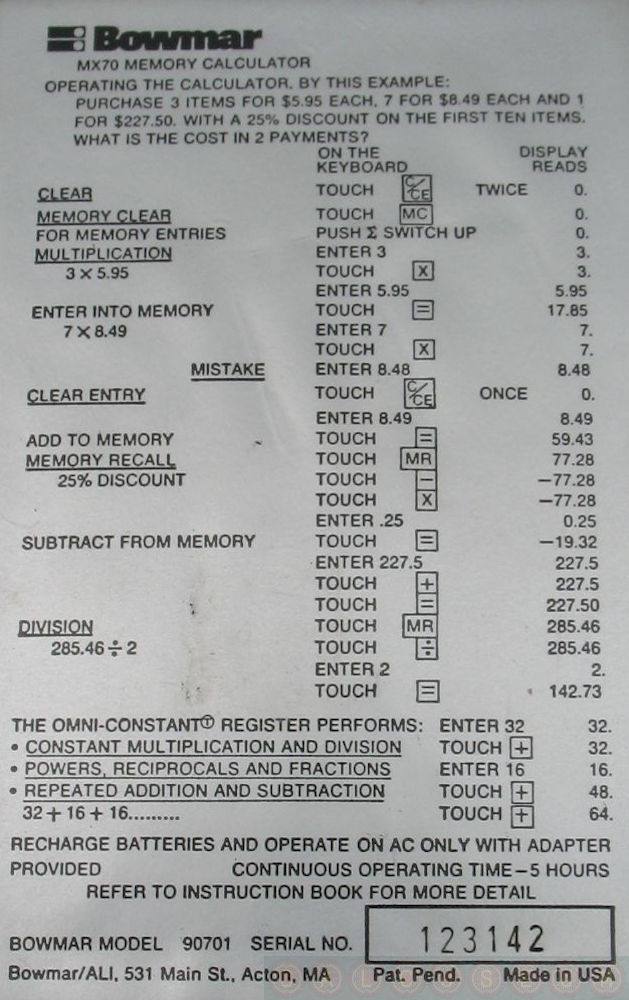 Bowmar
MX70 MEMORY CALCULATOR
OPERATING THE CALCULATOR, BY THIS EXAMPLE:
PURCHASE 3 ITEMS FOR $5.95 EACH, 7 FOR $8.49 EACH AND 1
FOR $227.50. WITH A 25% DISCOUNT ON THE FIRST TEN ITEMS.
WHAT IS THE COST IN 2 PAYMENTS?
ON THE DISPLAY
KEYBOARD READS
CLEAR TOUCH C/CE TWICE 0.
MEMORY CLEAR TOUCH MC 0.
FOR MEMORY ENTRIES PUSH Σ SWITCH UP 0.
MULTIPLICATION ENTER 3 3.
3 X 5.95 TOUCH X 3.
ENTER 5.95 5.95
ENTER INTO MEMORY TOUCH = 17.85
7 X 8.49 ENTER 7 7.
TOUCH X 7.
MISTAKE ENTER 8.48 8.48
CLEAR ENTRY TOUCH C/CE ONCE 0.
ENTER 8.49 8.49
ADD TO MEMORY TOUCH = 59.43
MEMORY RECALL TOUCH MR 77.28
25% DISCOUNT TOUCH – –77.28
TOUCH X –77.28
ENTER .25 0.25
SUBTRACT FROM MEMORY TOUCH = –19.32
ENTER 227.5 227.5
TOUCH + 227.5
TOUCH = 227.50
DIVISION TOUCH MR 285.46
285.46 ÷ 2 TOUCH ÷ 285.46
ENTER 2 2.
TOUCH = 142.73
THE OMNI-CONSTANT Ⓣ REGISTER PERFORMS: ENTER 32 32.
• CONSTANT MULTIPLICATION AND DIVISION TOUCH + 32.
• POWERS, RECIPROCALS AND FRACTIONS ENTER 16 16.
• REPEATED ADDITION AND SUBTRACTION TOUCH + 48.
32 + 16 + 16......... TOUCH + 64.
RECHARGE BATTERIES AND OPERATE ON AC ONLY WITH ADAPTER
PROVIDED CONTINUOUS OPERATING TIME – 5 HOURS
REFER TO INSTRUCTION BOOK FOR MORE DETAIL
BOWMAR MODEL 90701 SERIAL NO. 123142
Bowmar/ALI, 531 Main St., Acton, MA Pat. Pend. Made in USA